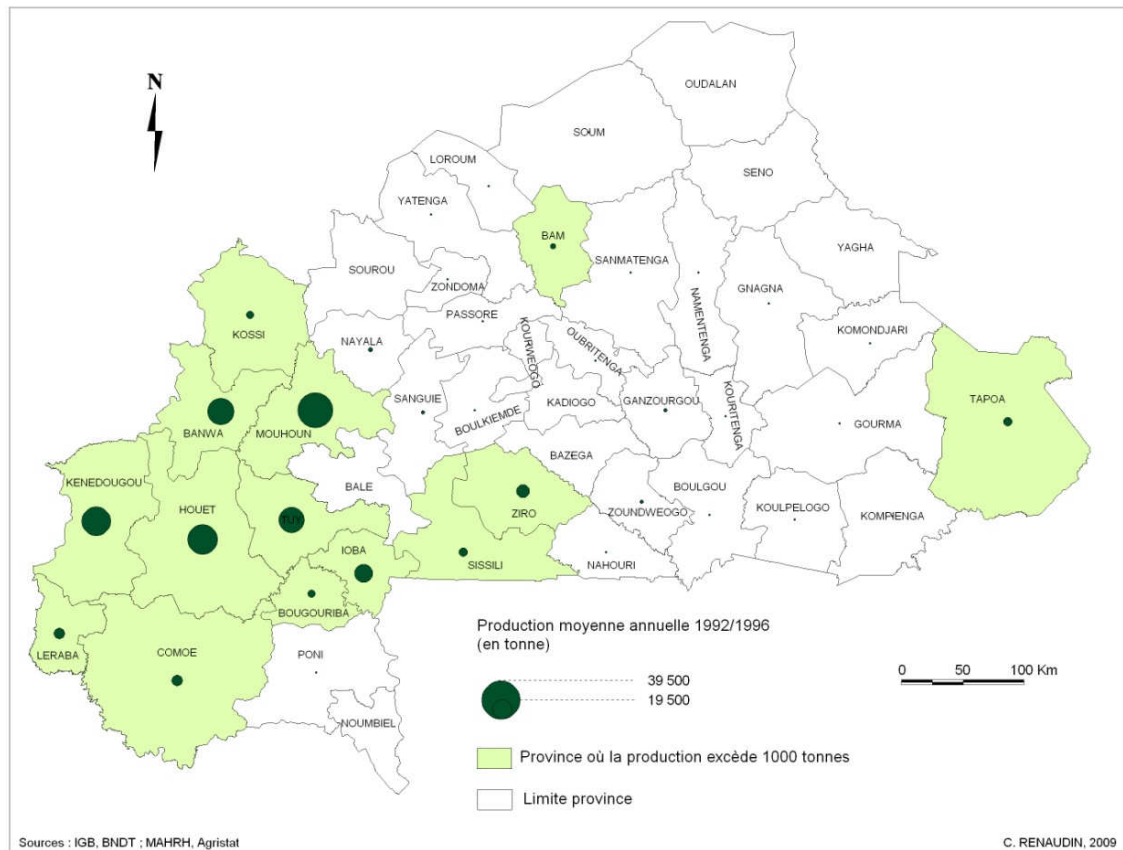 N
OUDALAN
SOUM
LOROUM
SENO
YATENGA
BAM
YAGHA
SANMATENGA
SOUROU
ZONDOMA
GNAGNA
NAMENTENGA
PASSORE
KOSSI
KOMONDJARI
NAYALA
KOURWEOGO
OUBRITENGA
SANGUIE
KADIOGO
GANZOURGOU
KOURITENGA
TAPOA
BOULKIEMDE
GOURMA
BANWA
MOUHOUN
BAZEGA
KENEDOUGOU
BALE
BOULGOU
HOUET
ZIRO
ZOUNDWEOGO
KOULPELOGO
KOMPIENGA
TUY
IOBA
SISSILI
NAHOURI
BOUGOURIBA
LERABA
COMOE
PONI
NOUMBIEL
Production moyenne annuelle 1992/1996
(en tonne)
39 500
19 500
0 50 100 Km
Province où la production excède 1000 tonnes
Limite province
Sources : IGB, BNDT ; MAHRH, Agristat
C. RENAUDIN, 2009